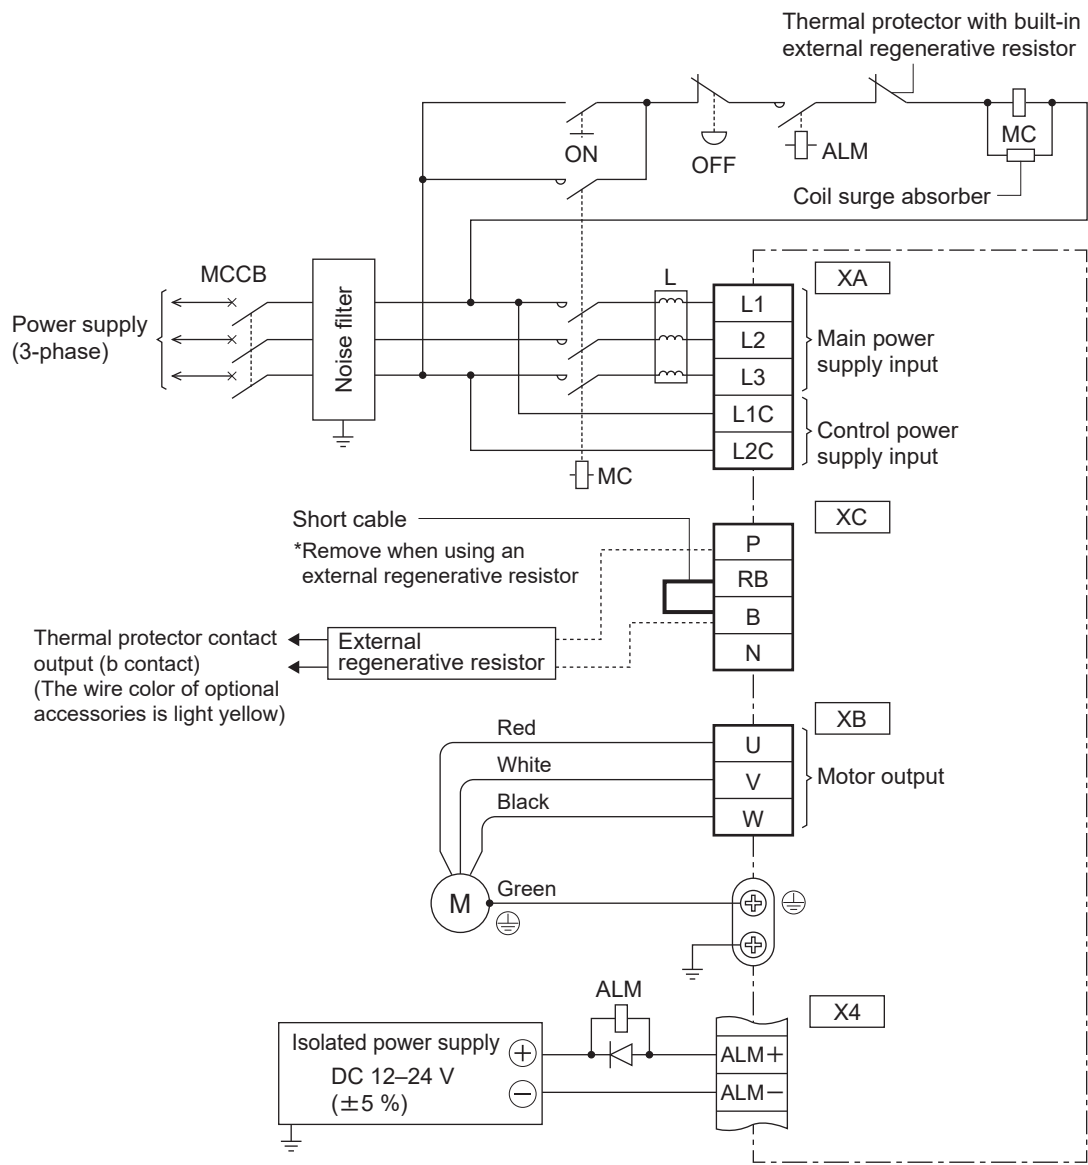 Thermal protector with built-in
external regenerative resistor
ON
OFF
ALM
MC
Coil surge absorber
MCCB
Power supply
(3-phase)
Noise filter
L
XA
L1
L2
L3
L1C
L2C
Main power
supply input
Control power
supply input
MC
Short cable
*Remove when using an
external regenerative resistor
XC
P
RB
B
N
Thermal protector contact
output (b contact)
(The wire color of optional
accessories is light yellow)
External
regenerative resistor
XB
Red
White
Black
U
V
W
Motor output
M
Green
ALM
X4
Isolated power supply
DC 12–24 V
(±5 %)
+
−
ALM+
ALM−